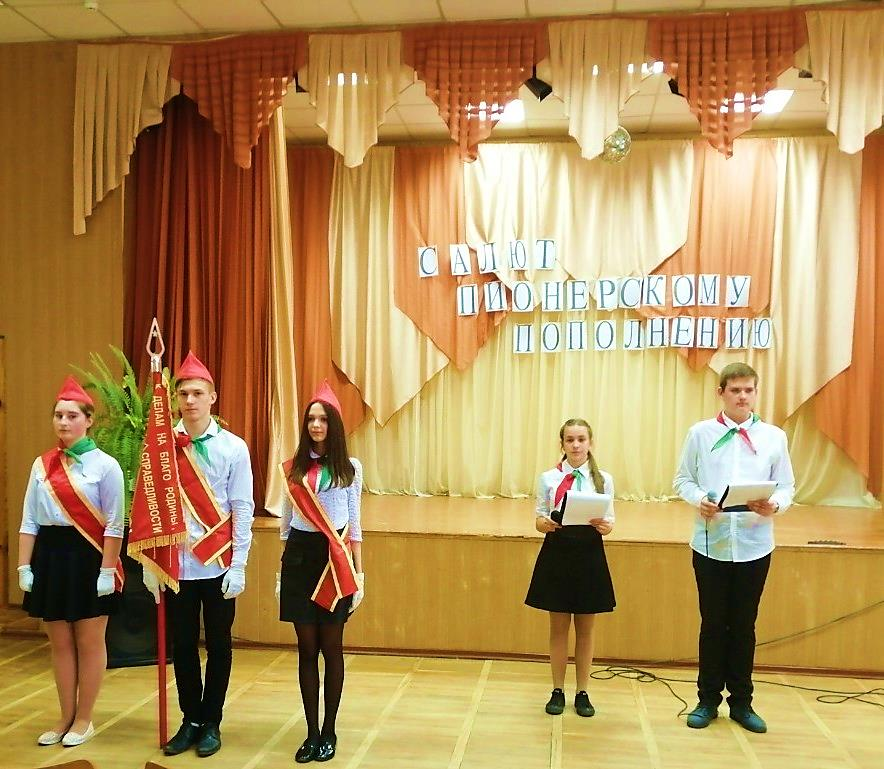 САЛЮТ
ПИОНЕРСКОМУ
ПОПОЛНЕНИЮ
К ДЕЛАМ НА БЛАГО РОДИНЫ,
СПРАВЕДЛИВОСТИ